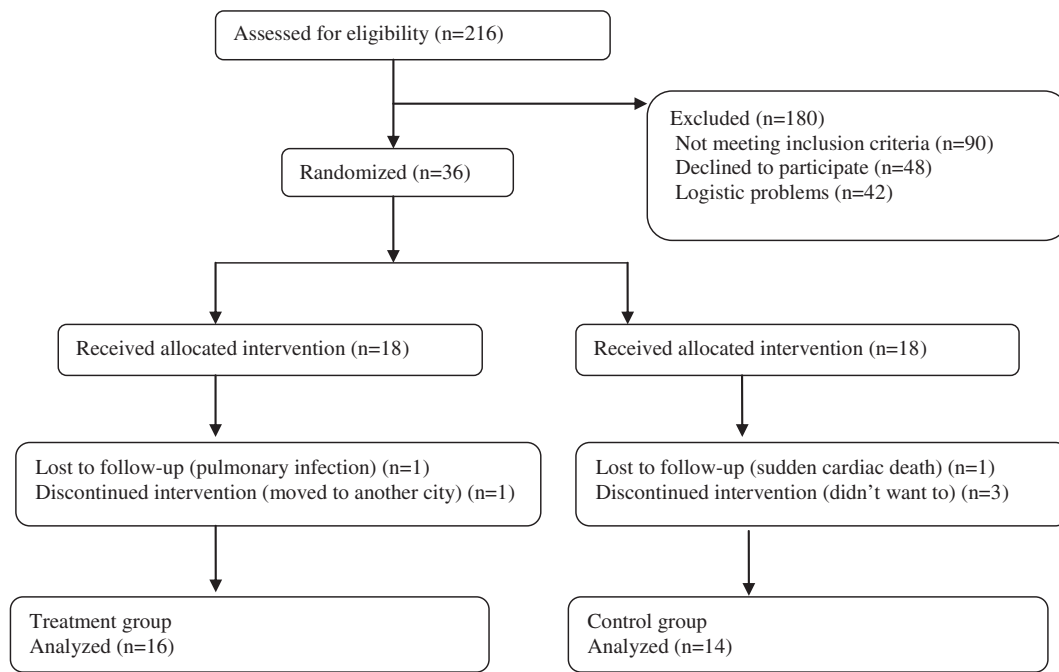 Assessed for eligibility (n=216)
Excluded (n=180)
Not meeting inclusion criteria (n=90)
Declined to participate (n=48)
Logistic problems (n=42)
Randomized (n=36)
Received allocated intervention (n=18)
Received allocated intervention (n=18)
Lost to follow-up (pulmonary infection) (n=1)
Discontinued intervention (moved to another city) (n=1)
Lost to follow-up (sudden cardiac death) (n=1)
Discontinued intervention (didn’t want to) (n=3)
Treatment group
Analyzed (n=16)
Control group
Analyzed (n=14)